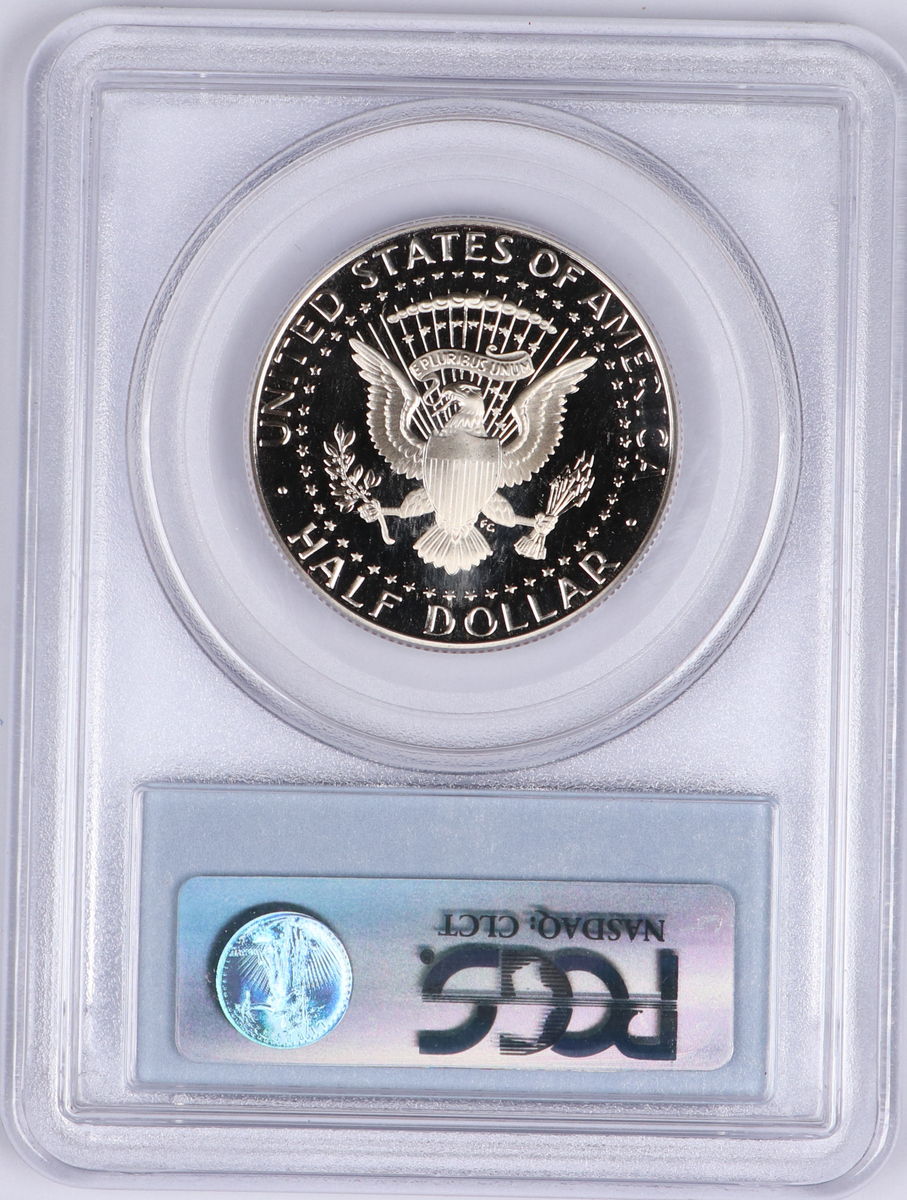 UNITED STATES OF AMERICA
E PLURIBUS UNUM
FG
HALF DOLLAR
NASDAQ: CLCT
PCGS